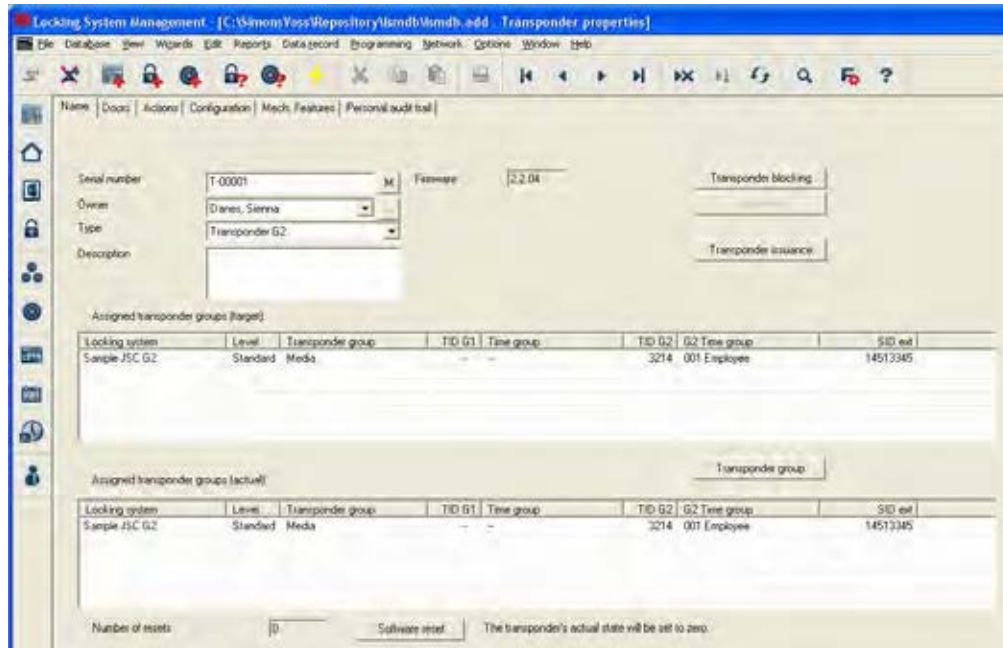 Locking System Management - [C:\SimonsVoss\Repository\lsmdb\lsmdb.add . Transponder properties]
File Database View Wizards Edit Reports Data record Programming Network Options Window Help
Name Doors Actions Configuration Mech. Features Personal audit trail
Serial number T-00001 M Firmware 2.2.04 Transponder blocking
Owner Danes, Sienna
Type Transponder G2
Description Transponder issuance
Assigned transponder groups (target)
Locking system Level Transponder group TID G1 Time group TID G2 G2 Time group SID ext
Sample JSC G2 Standard Media -- -- 3214 001 Employee 14513345
Transponder group
Assigned transponder groups (actual)
Locking system Level Transponder group TID G1 Time group TID G2 G2 Time group SID ext
Sample JSC G2 Standard Media -- -- 3214 001 Employee 14513345
Number of resets 0 Software reset The transponder's actual state will be set to zero.